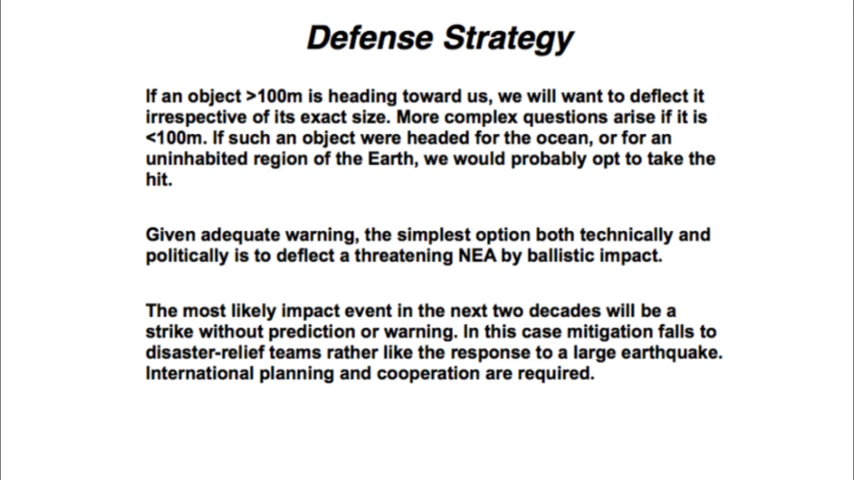 Defense Strategy
If an object >100m is heading toward us, we will want to deflect it
irrespective of its exact size. More complex questions arise if it is
<100m. If such an object were headed for the ocean, or for an
uninhabited region of the Earth, we would probably opt to take the
hit.
Given adequate warning, the simplest option both technically and
politically is to deflect a threatening NEA by ballistic impact.
The most likely impact event in the next two decades will be a
strike without prediction or warning. In this case mitigation falls to
disaster-relief teams rather like the response to a large earthquake.
International planning and cooperation are required.